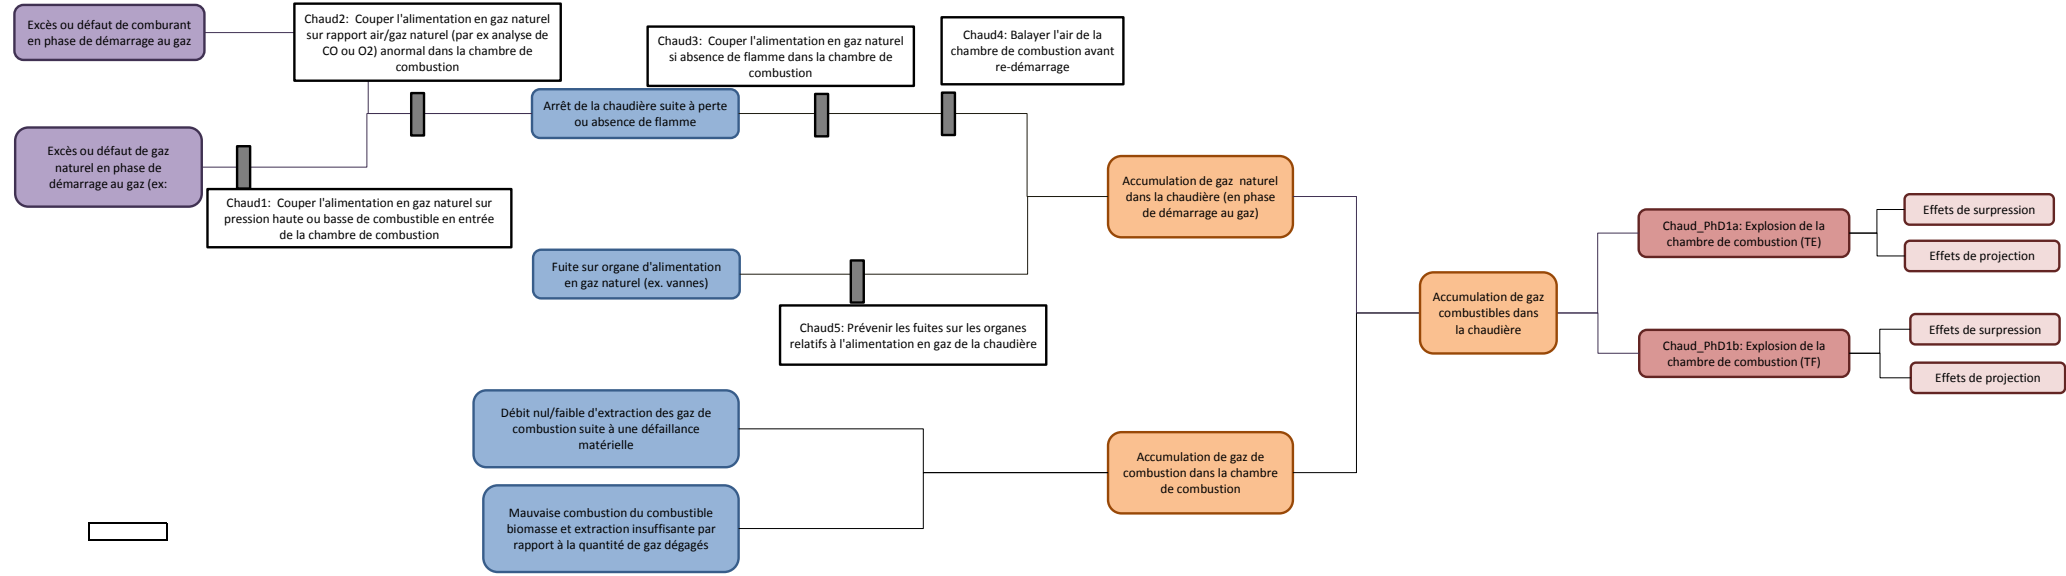 Excès ou défaut de comburant
en phase de démarrage au gaz
Chaud2:  Couper l'alimentation en gaz naturel
sur rapport air/gaz naturel (par ex analyse de
CO ou O2) anormal dans la chambre de
combustion
Chaud3:  Couper l'alimentation en gaz naturel
si absence de flamme dans la chambre de
combustion
Chaud4: Balayer l'air de la
chambre de combustion avant
re-démarrage
Arrêt de la chaudière suite à perte
ou absence de flamme
Excès ou défaut de gaz
naturel en phase de
démarrage au gaz (ex:
Chaud1:  Couper l'alimentation en gaz naturel sur
pression haute ou basse de combustible en entrée
de la chambre de combustion
Accumulation de gaz  naturel
dans la chaudière (en phase
de démarrage au gaz)
Fuite sur organe d'alimentation
en gaz naturel (ex. vannes)
Chaud5: Prévenir les fuites sur les organes
relatifs à l'alimentation en gaz de la chaudière
Accumulation de gaz
combustibles dans
la chaudière
Chaud_PhD1a: Explosion de la
chambre de combustion (TE)
Effets de surpression
Effets de projection
Chaud_PhD1b: Explosion de la
chambre de combustion (TF)
Effets de surpression
Effets de projection
Débit nul/faible d'extraction des gaz de
combustion suite à une défaillance
matérielle
Accumulation de gaz de
combustion dans la chambre
de combustion
Mauvaise combustion du combustible
biomasse et extraction insuffisante par
rapport à la quantité de gaz dégagés